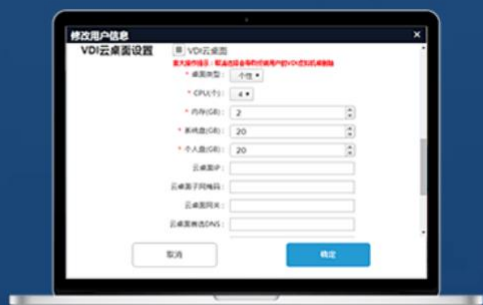 修改用户信息 ×
VDI云桌面设置 VDI云桌面
* 桌面类型： 个性
* CPU(个)： 4
* 内存(GB)： 2
* 系统盘(GB)： 20
* 个人盘(GB)： 20
云桌面IP：
云桌面子网掩码：
云桌面网关：
云桌面首选DNS：
取消 确定